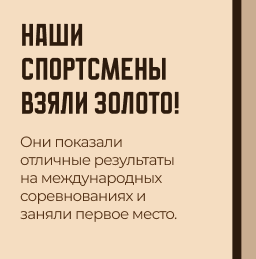 НАШИ
СПОРТСМЕНЫ
ВЗЯЛИ ЗОЛОТО!
Они показали
отличные результаты
на международных
соревнованиях и
заняли первое место.